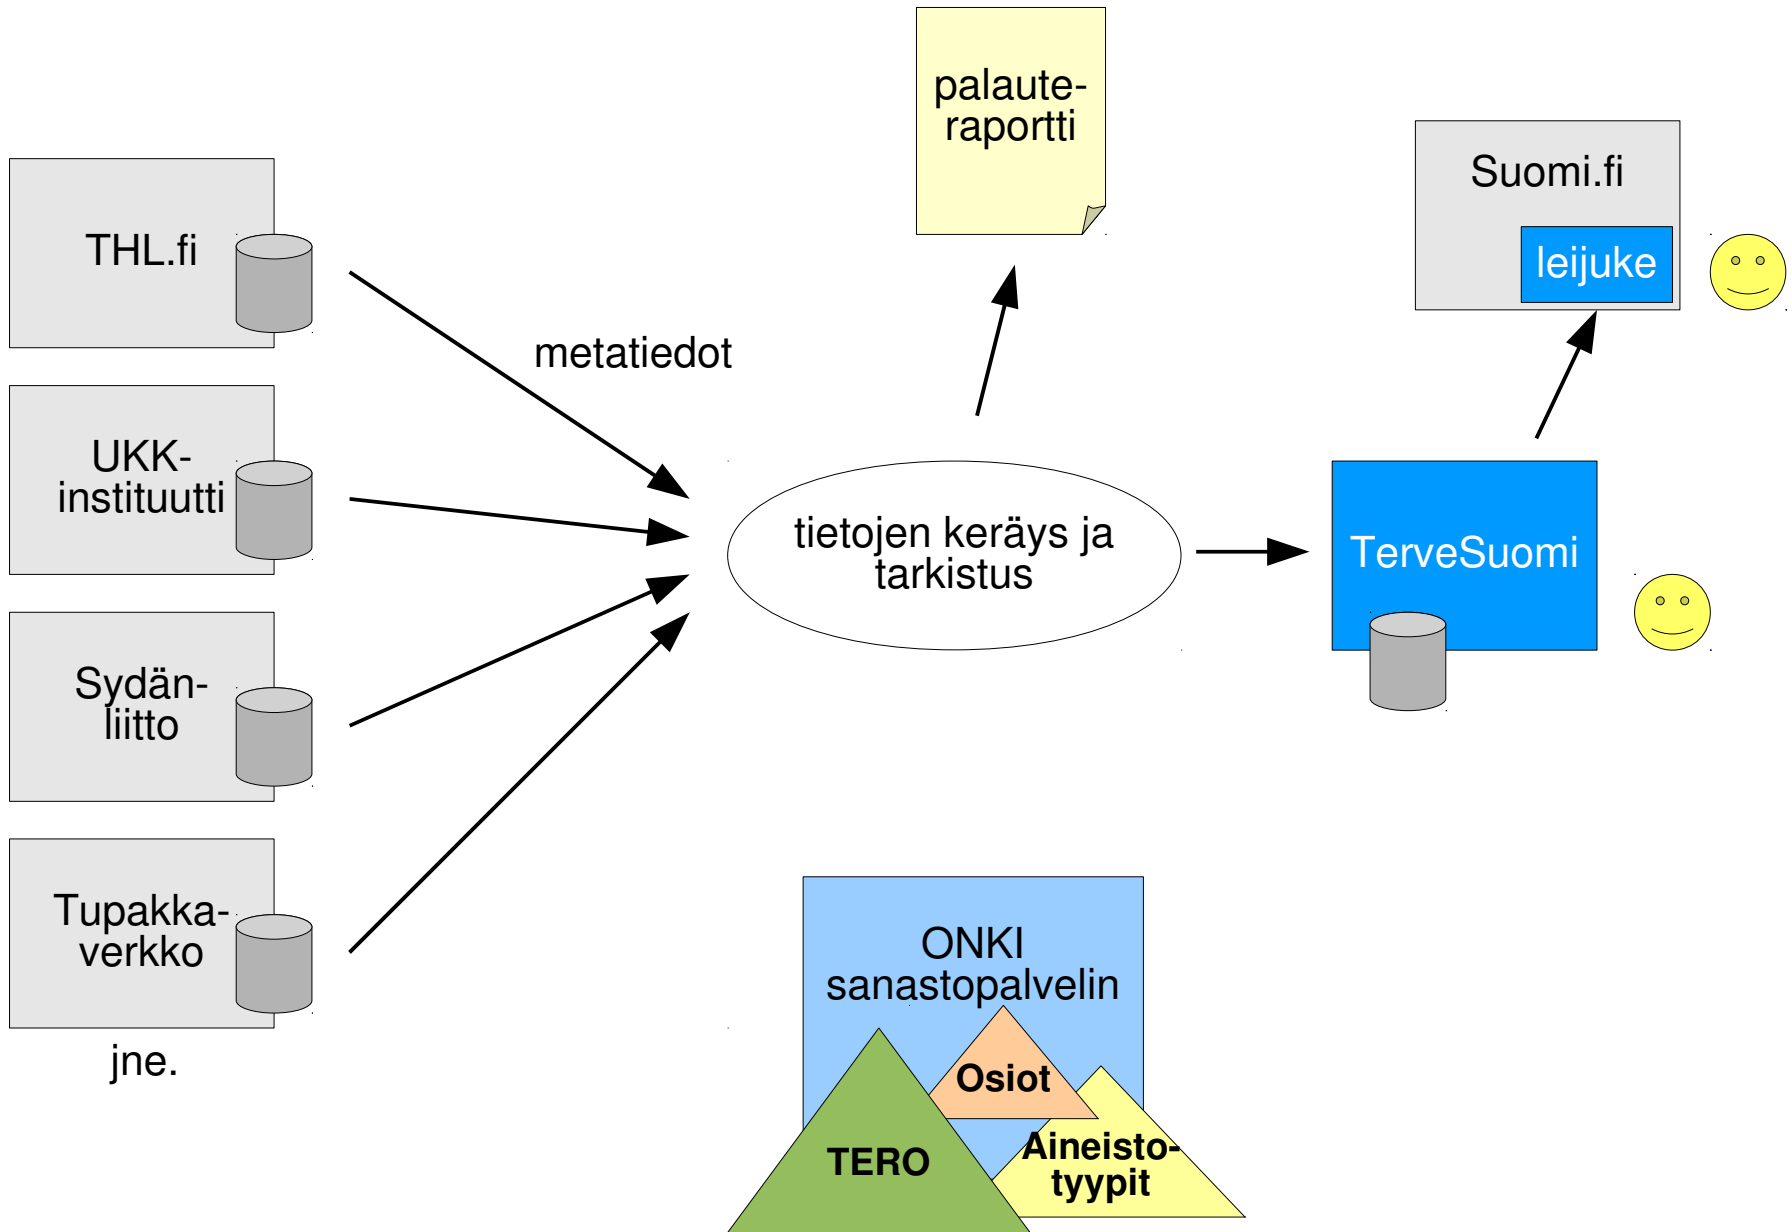 palaute-
raportti
Suomi.fi
leijuke
THL.fi
metatiedot
UKK-
instituutti
tietojen keräys ja
tarkistus
TerveSuomi
Sydän-
liitto
Tupakka-
verkko
jne.
ONKI
sanastopalvelin
Osiot
TERO
Aineisto-
tyypit